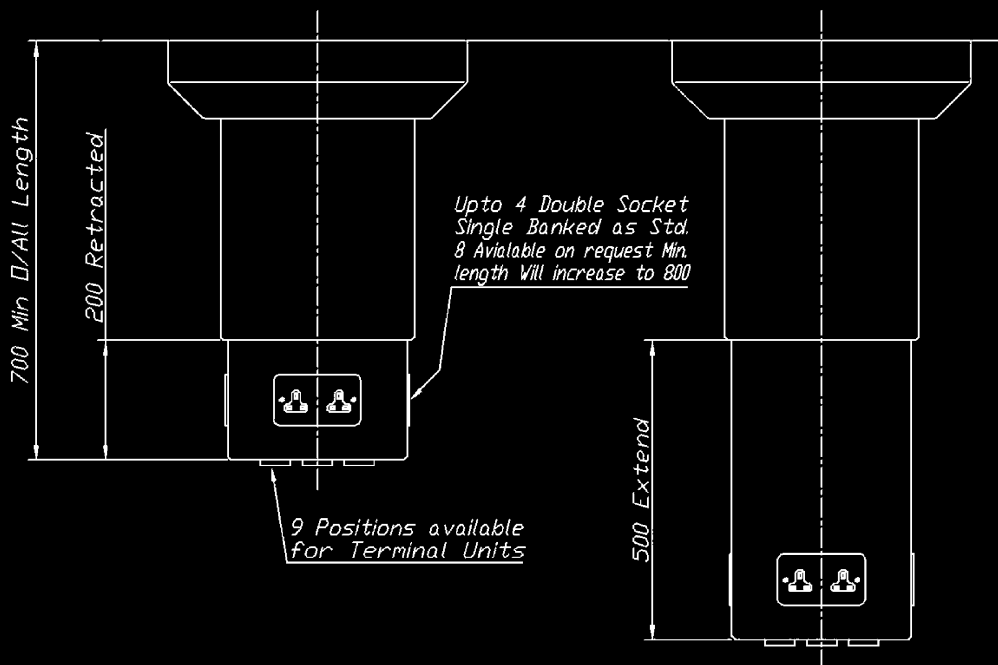 700 Min O/All Length
200 Retracted
Upto 4 Double Socket
Single Banked as Std.
8 Avialable on request Min.
length Will increase to 800
9 Positions available
for Terminal Units
500 Extend